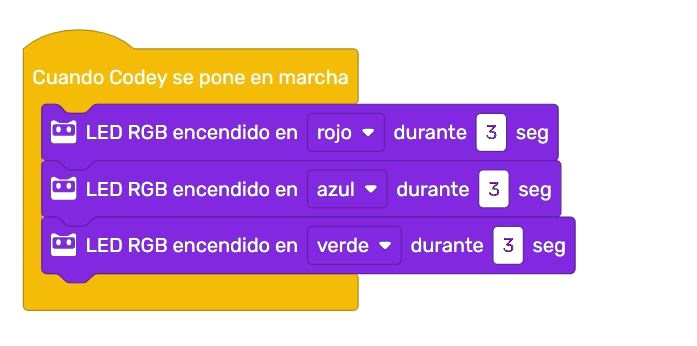 Cuando Codey se pone en marcha
LED RGB encendido en rojo durante 3 seg
LED RGB encendido en azul durante 3 seg
LED RGB encendido en verde durante 3 seg